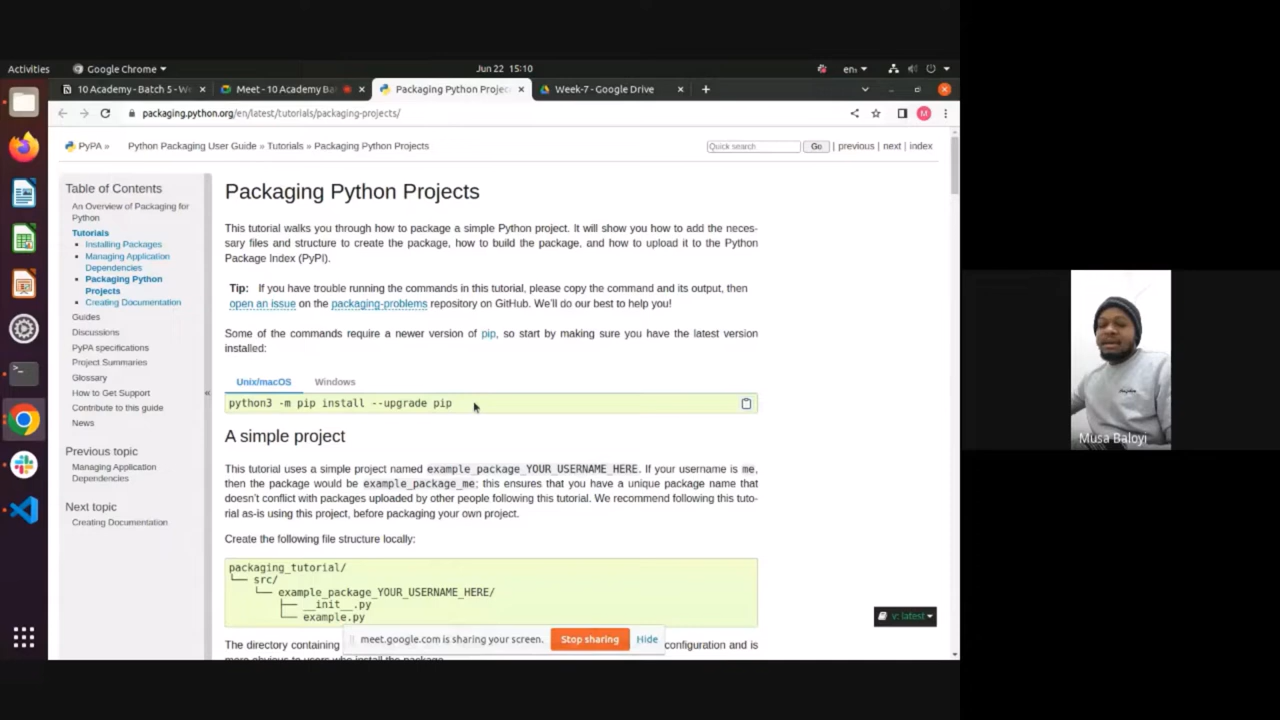 Activities
Google Chrome
Jun 22 15:10
en
10 Academy - Batch 5 - W
Meet - 10 Academy Ba
Packaging Python Projec
Week-7 - Google Drive
packaging.python.org/en/latest/tutorials/packaging-projects/
M
PyPA »
Python Packaging User Guide » Tutorials » Packaging Python Projects
Quick search
Go
| previous | next | index
Table of Contents
An Overview of Packaging for
Python
Tutorials
Installing Packages
Managing Application
Dependencies
Packaging Python
Projects
Creating Documentation
Guides
Discussions
PyPA specifications
Project Summaries
Glossary
How to Get Support
Contribute to this guide
News
Previous topic
Managing Application
Dependencies
Next topic
Creating Documentation
«
Packaging Python Projects
This tutorial walks you through how to package a simple Python project. It will show you how to add the neces-
sary files and structure to create the package, how to build the package, and how to upload it to the Python
Package Index (PyPI).
Tip: If you have trouble running the commands in this tutorial, please copy the command and its output, then
open an issue on the packaging-problems repository on GitHub. We'll do our best to help you!
Some of the commands require a newer version of pip, so start by making sure you have the latest version
installed:
Unix/macOS Windows
python3 -m pip install --upgrade pip
A simple project
This tutorial uses a simple project named example_package_YOUR_USERNAME_HERE. If your username is me,
then the package would be example_package_me; this ensures that you have a unique package name that
doesn't conflict with packages uploaded by other people following this tutorial. We recommend following this tuto-
rial as-is using this project, before packaging your own project.
Create the following file structure locally:
packaging_tutorial/
└── src/
└── example_package_YOUR_USERNAME_HERE/
├── __init__.py
└── example.py
The directory containing
configuration and is
more obvious to users who install the package.
meet.google.com is sharing your screen.
Stop sharing
Hide
v: latest
Musa Baloyi